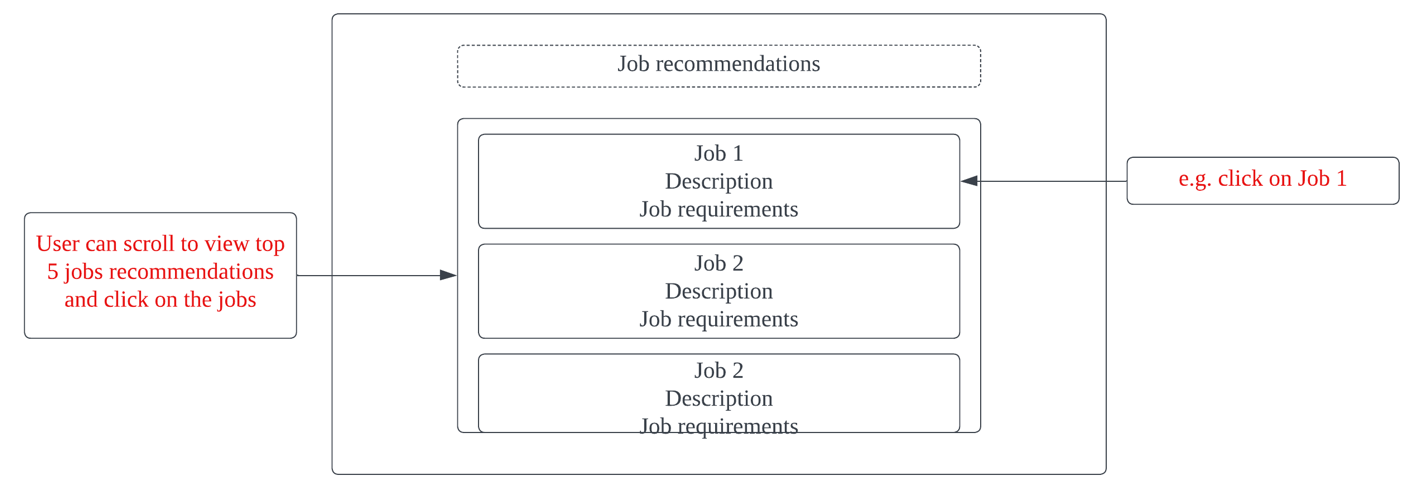 Job recommendations
Job 1
Description
Job requirements
e.g. click on Job 1
User can scroll to view top
5 jobs recommendations
and click on the jobs
Job 2
Description
Job requirements
Job 2
Description
Job requirements